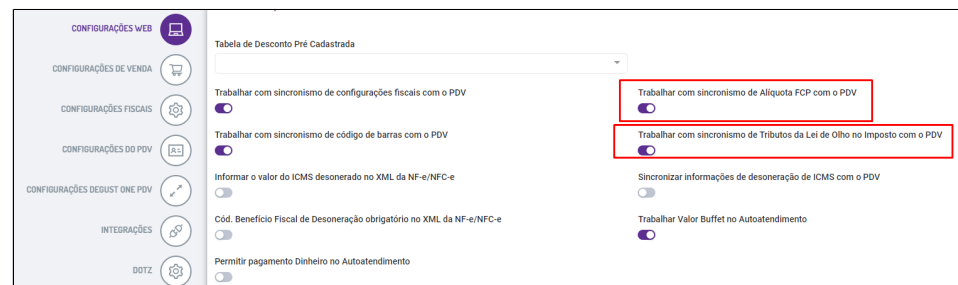 CONFIGURAÇÕES WEB
CONFIGURAÇÕES DE VENDA
CONFIGURAÇÕES FISCAIS
CONFIGURAÇÕES DO PDV
CONFIGURAÇÕES DEGUST ONE PDV
INTEGRAÇÕES
DOTZ
Tabela de Desconto Pré Cadastrada
Trabalhar com sincronismo de configurações fiscais com o PDV
Trabalhar com sincronismo de Alíquota FCP com o PDV
Trabalhar com sincronismo de código de barras com o PDV
Trabalhar com sincronismo de Tributos da Lei de Olho no Imposto com o PDV
Informar o valor do ICMS desonerado no XML da NF-e/NFC-e
Sincronizar informações de desoneração de ICMS com o PDV
Cód. Benefício Fiscal de Desoneração obrigatório no XML da NF-e/NFC-e
Trabalhar Valor Buffet no Autoatendimento
Permitir pagamento Dinheiro no Autoatendimento